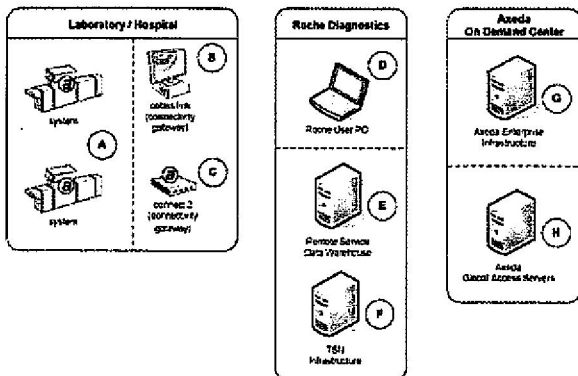 Laboratory / Hospital
system
A
system
B
cobas link
(connectivity
gateway)
C
connect 2
(connectivity
gateway)
Roche Diagnostics
D
Roche User PC
E
Remote Service
Data Warehouse
F
TSN
Infrastructure
Axeda
On Demand Center
G
Axeda Enterprise
Infrastructure
H
Axeda
Global Access Servers